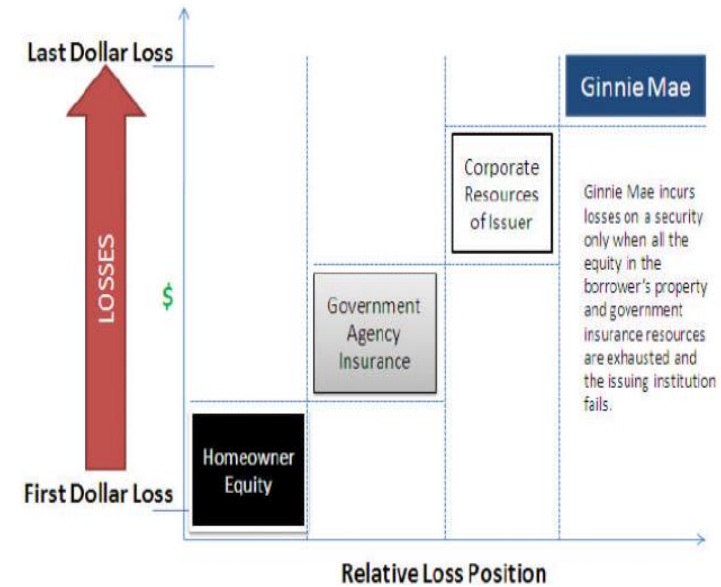 Last Dollar Loss
Ginnie Mae
Corporate
Resources
of Issuer
Ginnie Mae incurs
losses on a security
only when all the
equity in the
borrower's property
and government
insurance resources
are exhausted and
the issuing institution
fails.
LOSSES
$
Government
Agency
Insurance
Homeowner
Equity
First Dollar Loss
Relative Loss Position